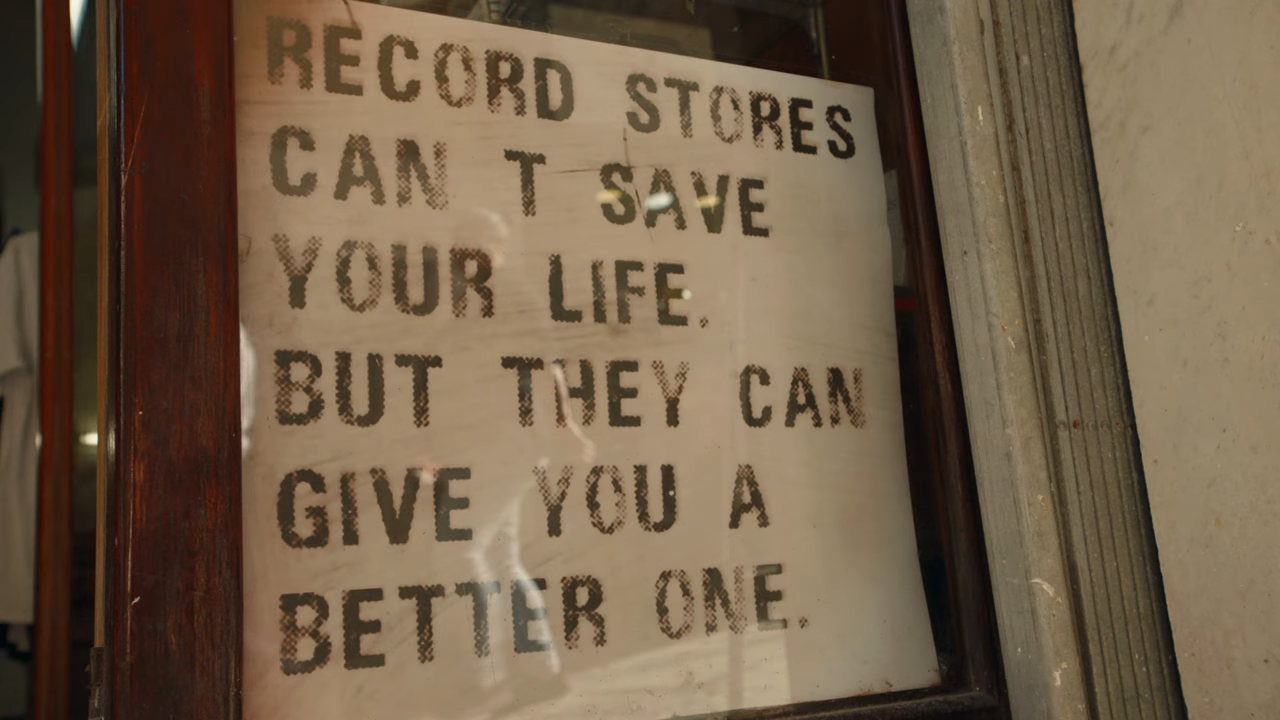 RECORD STORES
CAN T SAVE
YOUR LIFE.
BUT THEY CAN
GIVE YOU A
BETTER ONE.